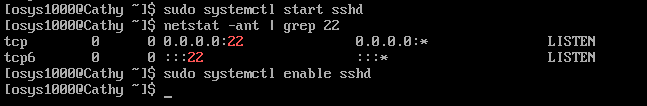 [osys1000@Cathy ~]$ sudo systemctl start sshd
[osys1000@Cathy ~]$ netstat -ant | grep 22
tcp        0      0 0.0.0.0:22              0.0.0.0:*               LISTEN
tcp6       0      0 :::22                   :::*                    LISTEN
[osys1000@Cathy ~]$ sudo systemctl enable sshd
[osys1000@Cathy ~]$ _